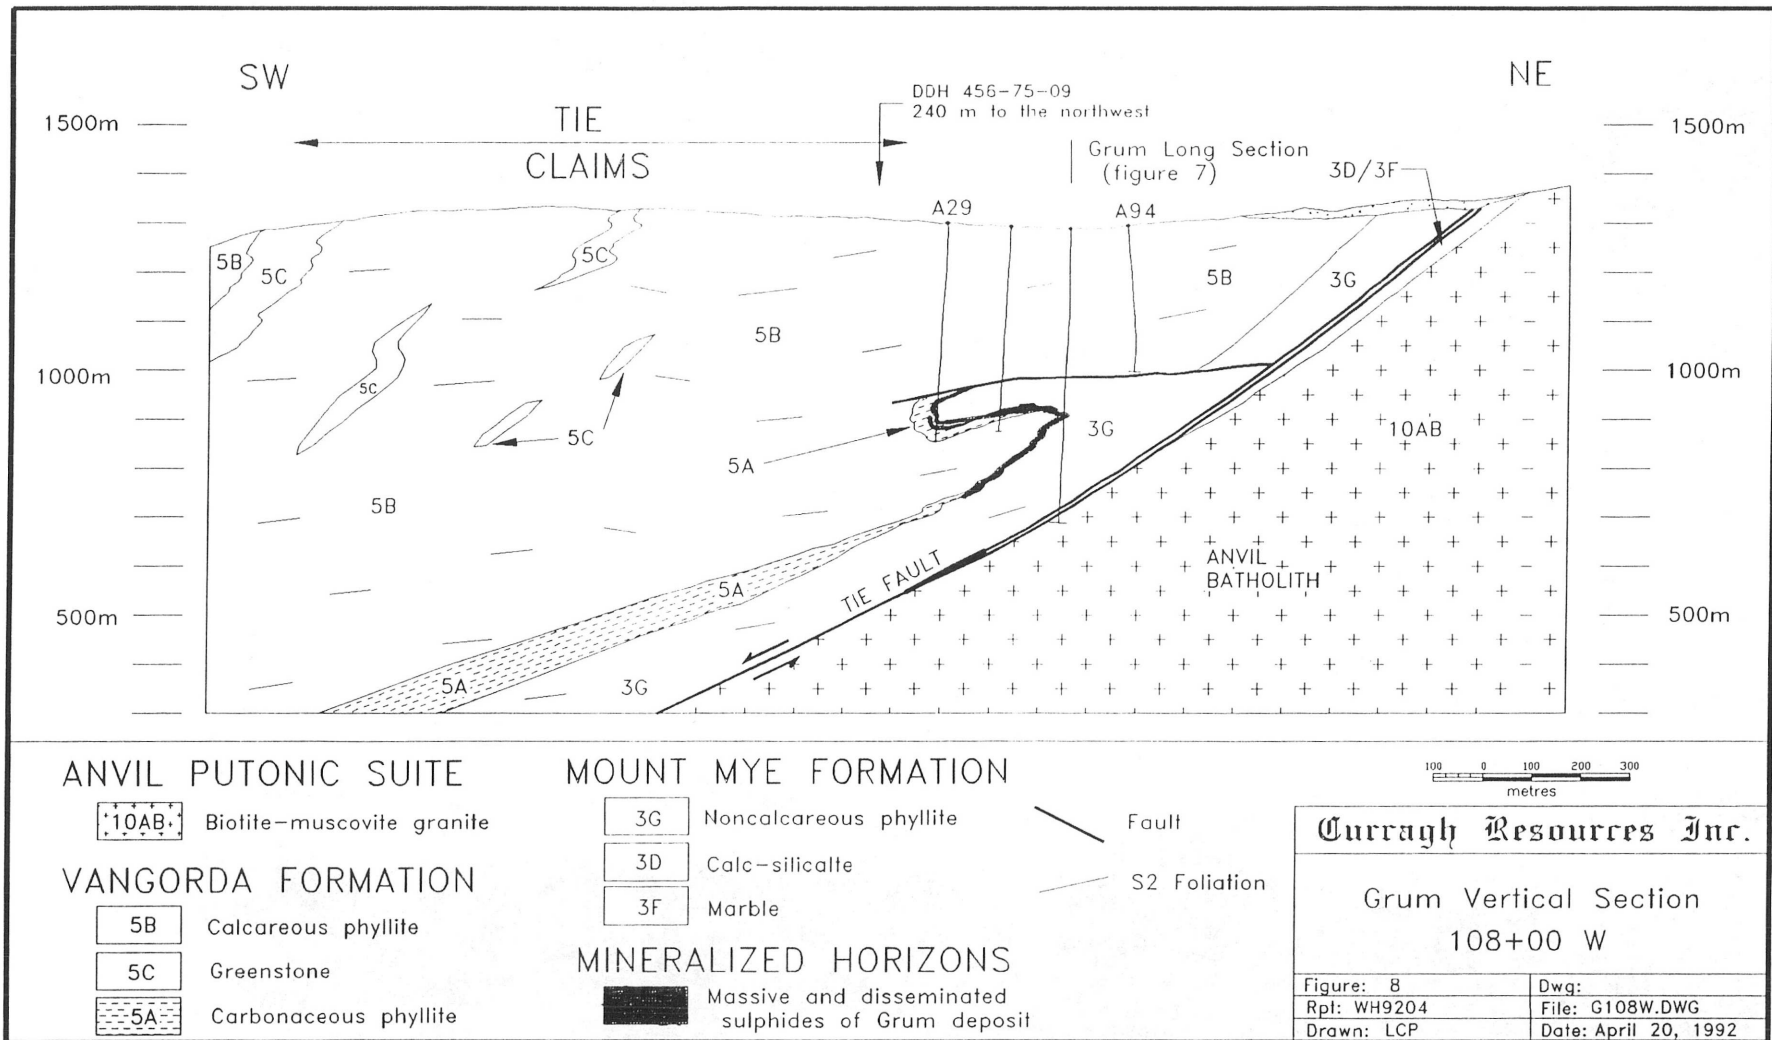 SW
NE
DDH 456-75-09
240 m to the northwest
TIE
CLAIMS
1500m
1500m
Grum Long Section
(figure 7)
3D/3F
A29
A94
5B
5C
5C
5B
3G
5B
1000m
1000m
5C
5C
5A
3G
10AB
5B
ANVIL
BATHOLITH
TIE FAULT
5A
500m
500m
5A
3G
ANVIL PUTONIC SUITE
10AB
Biotite-muscovite granite
VANGORDA FORMATION
5B
Calcareous phyllite
5C
Greenstone
5A
Carbonaceous phyllite
MOUNT MYE FORMATION
3G
Noncalcareous phyllite
3D
Calc-silicalte
3F
Marble
MINERALIZED HORIZONS
Massive and disseminated
sulphides of Grum deposit
Fault
S2 Foliation
100 0 100 200 300
metres
Curragh Resources Inc.
Grum Vertical Section
108+00 W
Figure: 8
Dwg:
Rpt: WH9204
File: G108W.DWG
Drawn: LCP
Date: April 20, 1992